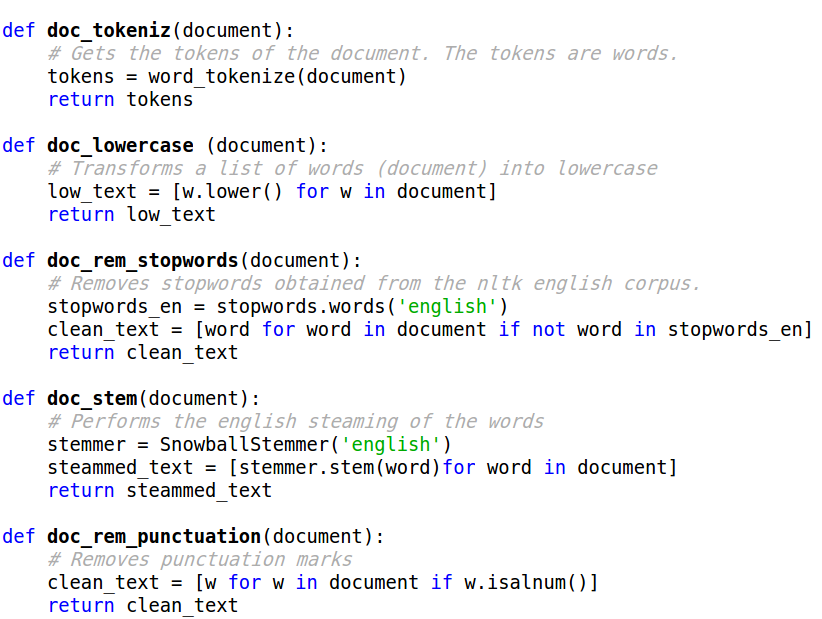 def doc_tokeniz(document):
    # Gets the tokens of the document. The tokens are words.
    tokens = word_tokenize(document)
    return tokens

def doc_lowercase (document):
    # Transforms a list of words (document) into lowercase
    low_text = [w.lower() for w in document]
    return low_text

def doc_rem_stopwords(document):
    # Removes stopwords obtained from the nltk english corpus.
    stopwords_en = stopwords.words('english')
    clean_text = [word for word in document if not word in stopwords_en]
    return clean_text

def doc_stem(document):
    # Performs the english steaming of the words
    stemmer = SnowballStemmer('english')
    steammed_text = [stemmer.stem(word)for word in document]
    return steammed_text

def doc_rem_punctuation(document):
    # Removes punctuation marks
    clean_text = [w for w in document if w.isalnum()]
    return clean_text